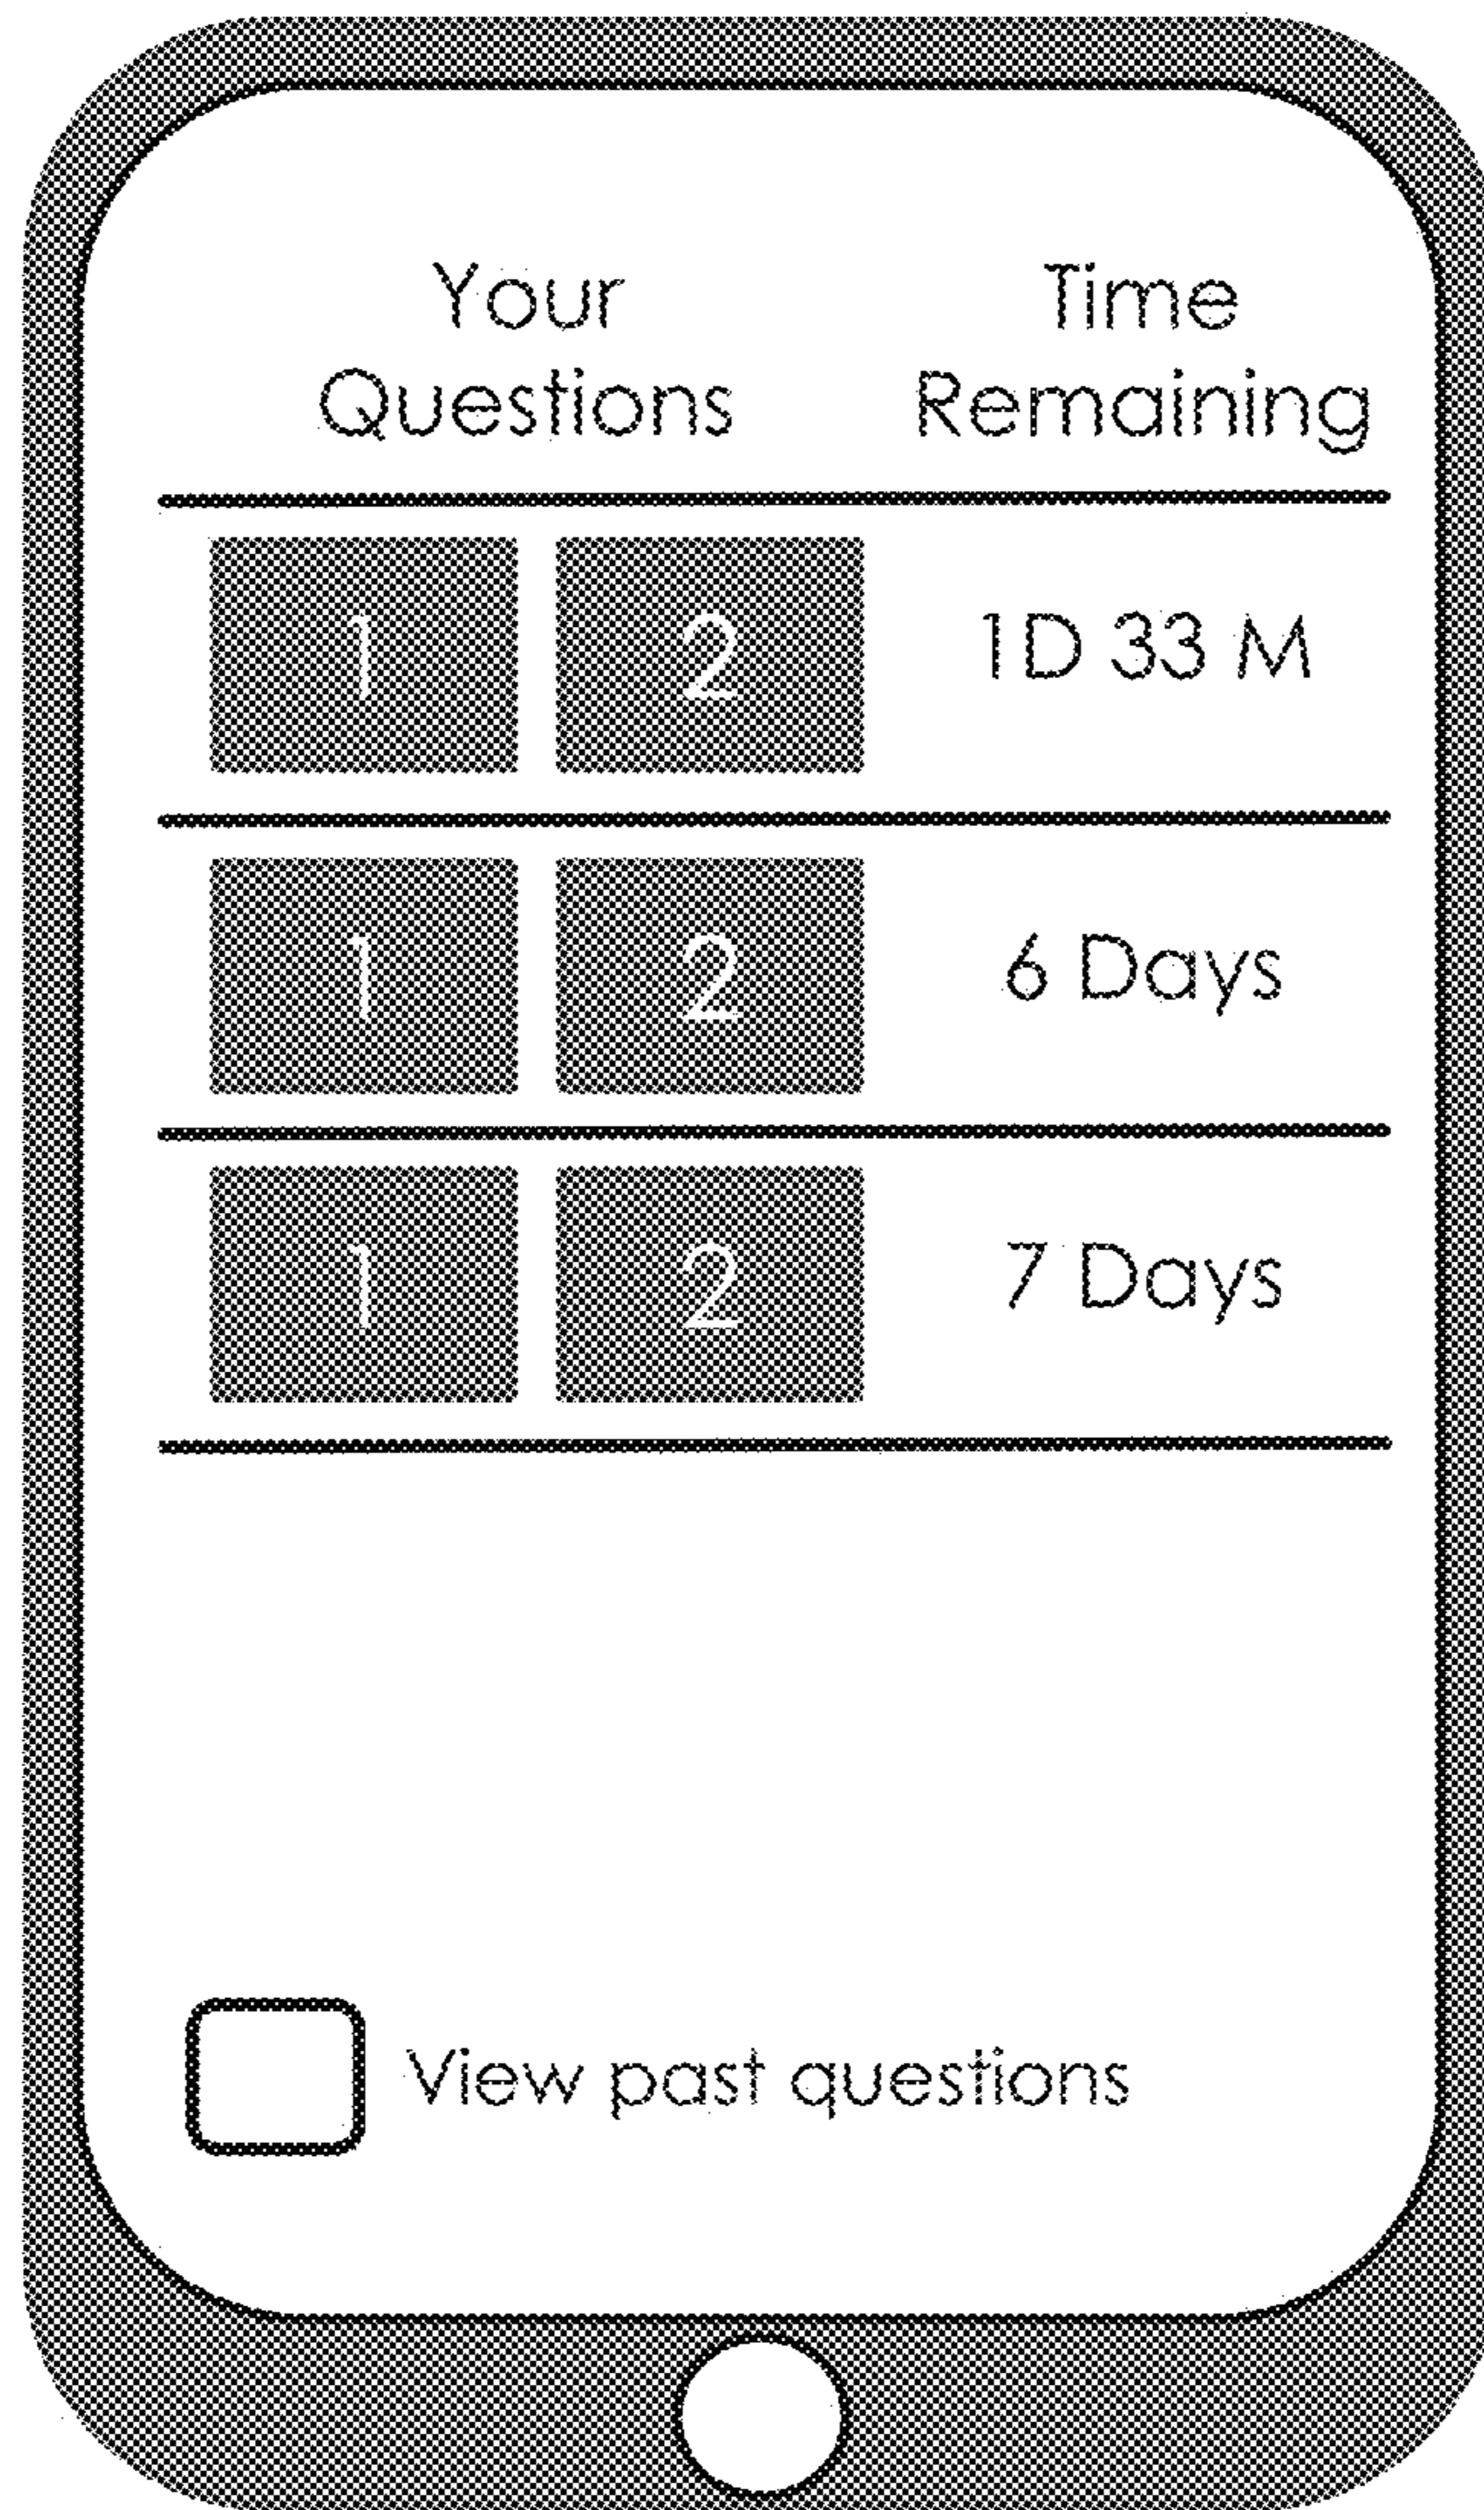 Your
Questions
Time
Remaining
1 2 1D 33 M
1 2 6 Days
1 2 7 Days
View past questions